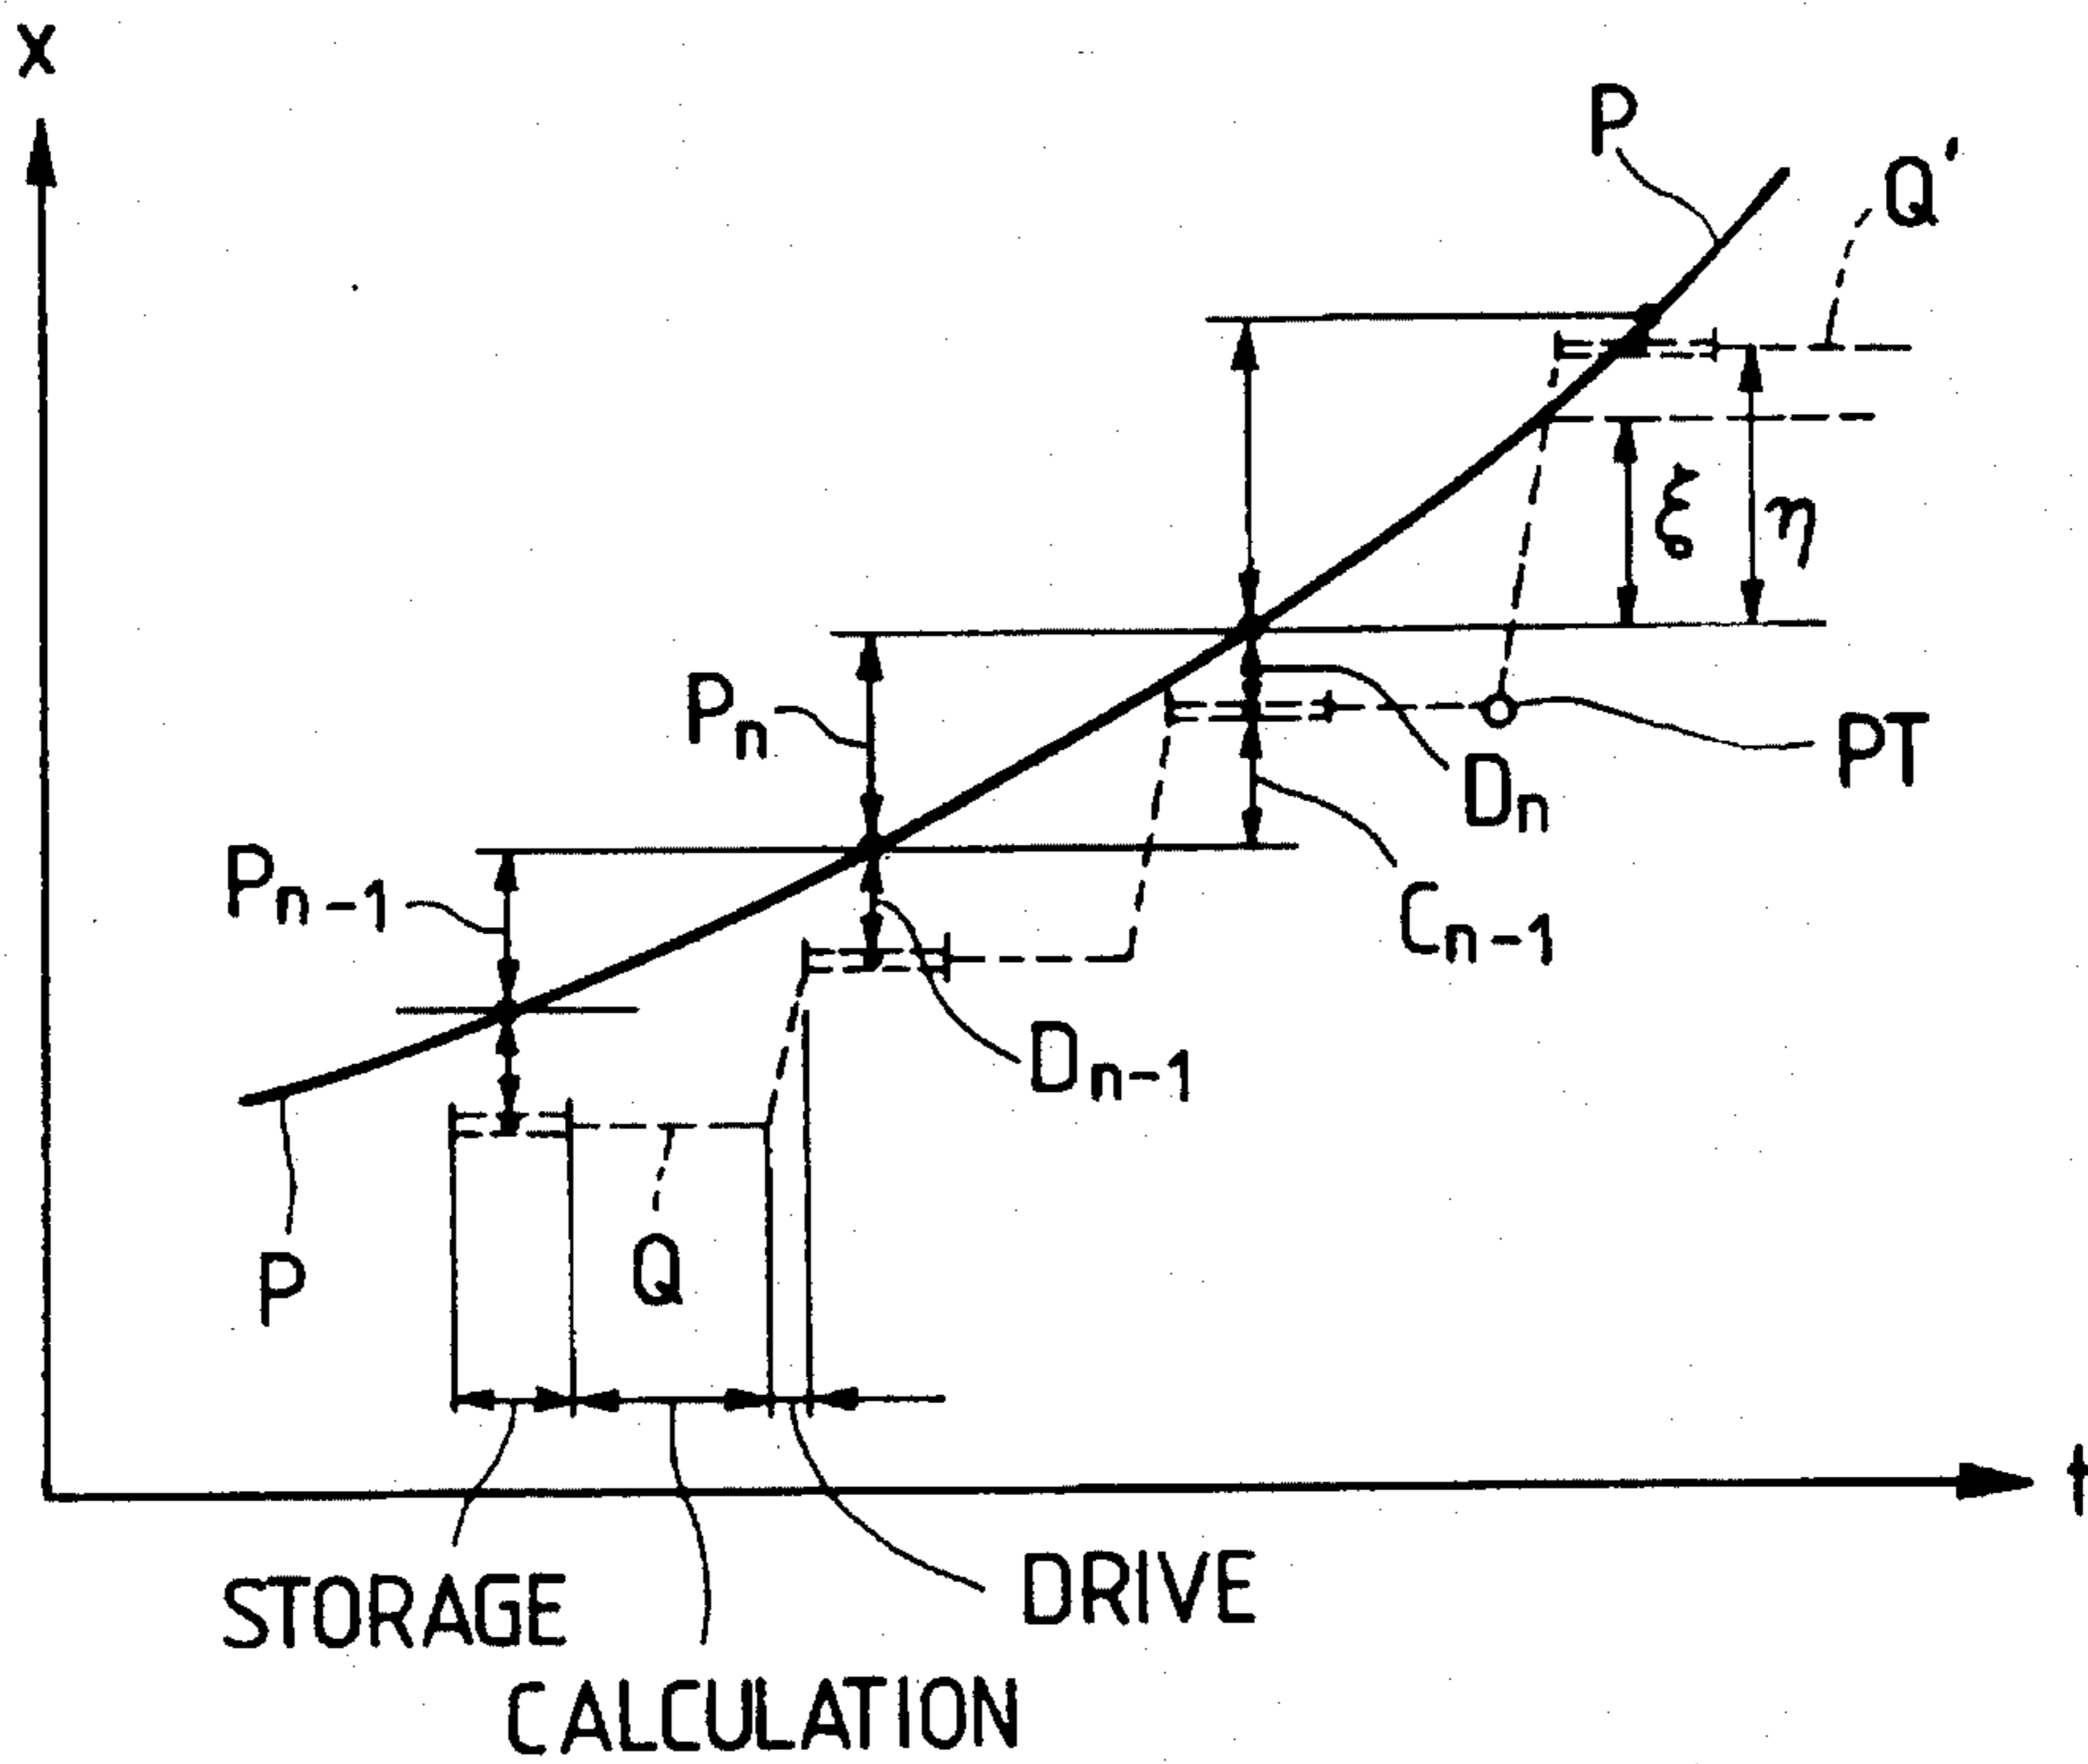 X
P
Q'
ξ
η
Pn
PT
Dn
Pn-1
Cn-1
Dn-1
Q
P
t
STORAGE
DRIVE
CALCULATION